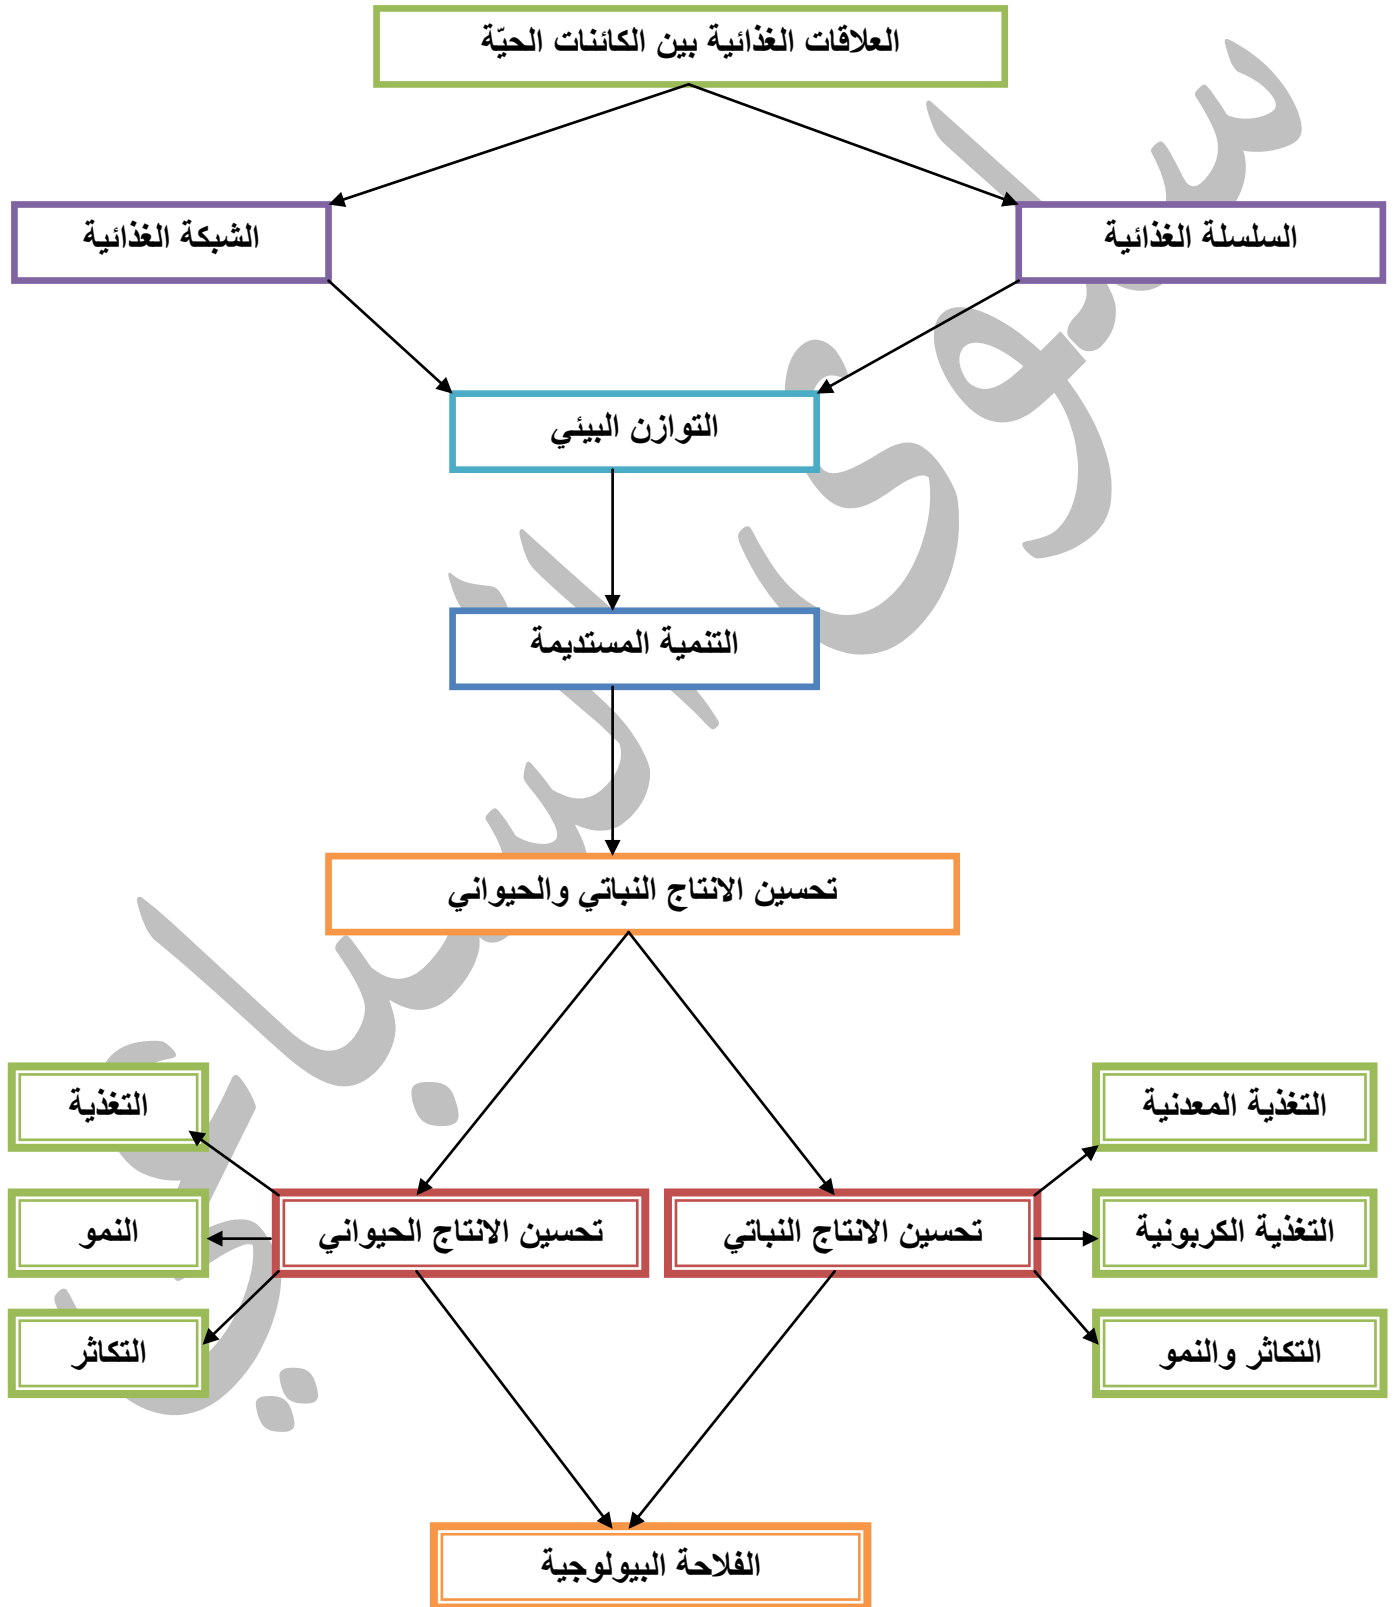 العلاقات الغذائية بين الكائنات الحيّة
السلسلة الغذائية
الشبكة الغذائية
التوازن البيئي
التنمية المستديمة
تحسين الانتاج النباتي والحيواني
التغذية المعدنية
التغذية
تحسين الانتاج النباتي
تحسين الانتاج الحيواني
التغذية الكربونية
النمو
التكاثر والنمو
التكاثر
الفلاحة البيولوجية